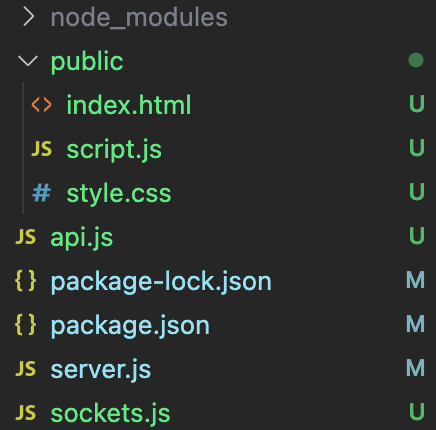 node_modules
public
<> index.html U
JS script.js U
# style.css U
JS api.js U
{} package-lock.json M
{} package.json M
JS server.js M
JS sockets.js U